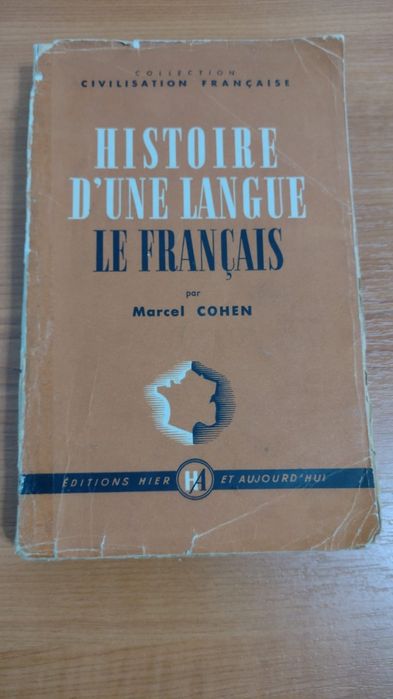 COLLECTION
CIVILISATION FRANÇAISE
HISTOIRE
D'UNE LANGUE
LE FRANÇAIS
par
Marcel COHEN
ÉDITIONS HIER HA ET AUJOURD'HUI